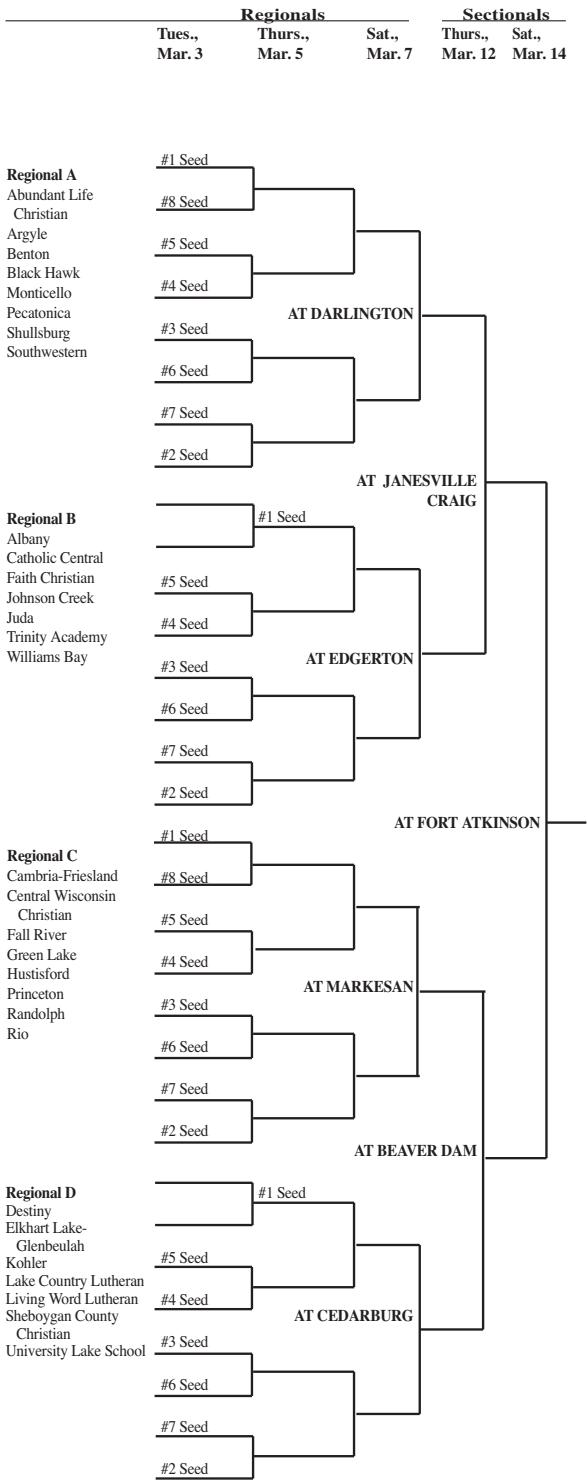 Regionals Sectionals
Tues., Thurs., Sat., Thurs., Sat.,
Mar. 3 Mar. 5 Mar. 7 Mar. 12 Mar. 14
#1 Seed
Regional A
Abundant Life
Christian
#8 Seed
Argyle
#5 Seed
Benton
Black Hawk
#4 Seed
Monticello
Pecatonica
AT DARLINGTON
Shullsburg
#3 Seed
Southwestern
#6 Seed
#7 Seed
#2 Seed
AT JANESVILLE
CRAIG
Regional B
#1 Seed
Albany
Catholic Central
Faith Christian
#5 Seed
Johnson Creek
Juda
#4 Seed
Trinity Academy
Williams Bay
AT EDGERTON
#3 Seed
#6 Seed
#7 Seed
#2 Seed
AT FORT ATKINSON
#1 Seed
Regional C
Cambria-Friesland
#8 Seed
Central Wisconsin
Christian
#5 Seed
Fall River
Green Lake
#4 Seed
Hustisford
AT MARKESAN
Princeton
#3 Seed
Randolph
Rio
#6 Seed
#7 Seed
#2 Seed
AT BEAVER DAM
Regional D
#1 Seed
Destiny
Elkhart Lake-
Glenbeulah
#5 Seed
Kohler
Lake Country Lutheran
Living Word Lutheran
#4 Seed
Sheboygan County
AT CEDARBURG
Christian
#3 Seed
University Lake School
#6 Seed
#7 Seed
#2 Seed